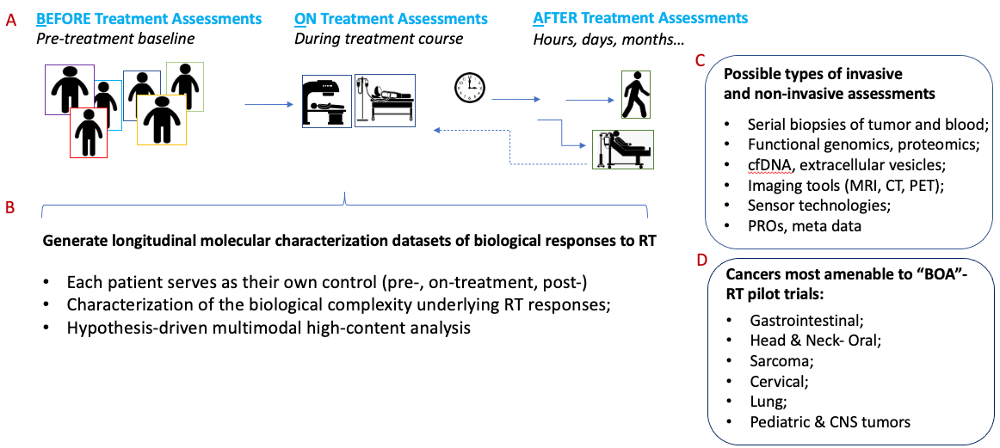 A
BEFORE Treatment Assessments
Pre-treatment baseline
ON Treatment Assessments
During treatment course
AFTER Treatment Assessments
Hours, days, months...
B
Generate longitudinal molecular characterization datasets of biological responses to RT
• Each patient serves as their own control (pre-, on-treatment, post-)
• Characterization of the biological complexity underlying RT responses;
• Hypothesis-driven multimodal high-content analysis
C
Possible types of invasive
and non-invasive assessments
• Serial biopsies of tumor and blood;
• Functional genomics, proteomics;
• cfDNA, extracellular vesicles;
• Imaging tools (MRI, CT, PET);
• Sensor technologies;
• PROs, meta data
D
Cancers most amenable to “BOA”-
RT pilot trials:
• Gastrointestinal;
• Head & Neck- Oral;
• Sarcoma;
• Cervical;
• Lung;
• Pediatric & CNS tumors